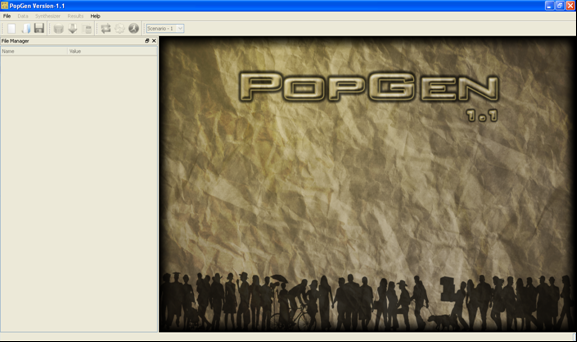 PopGen Version-1.1
File Data Synthesizer Results Help
Scenario - 1
File Manager
Name Value
PopGen
1.1